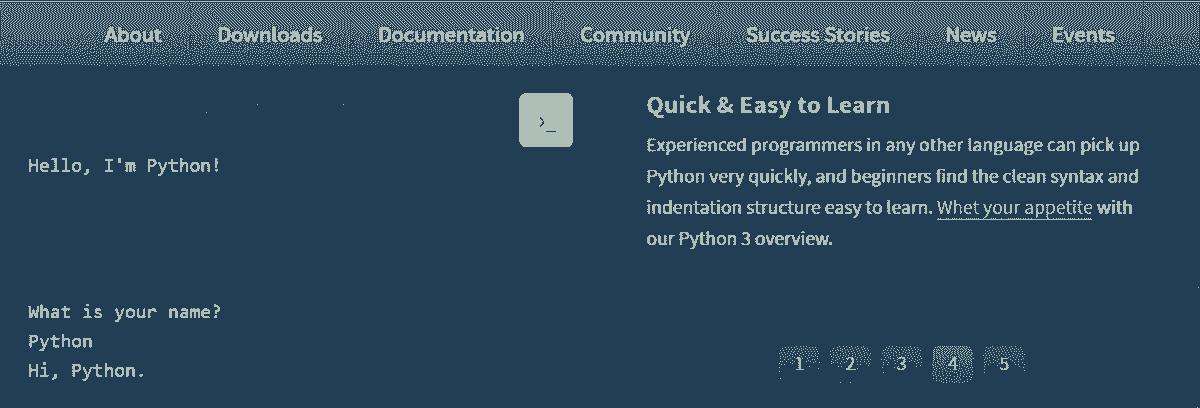 About Downloads Documentation Community Success Stories News Events
>_
Hello, I'm Python!
What is your name?
Python
Hi, Python.
Quick & Easy to Learn
Experienced programmers in any other language can pick up
Python very quickly, and beginners find the clean syntax and
indentation structure easy to learn. Whet your appetite with
our Python 3 overview.
1 2 3 4 5